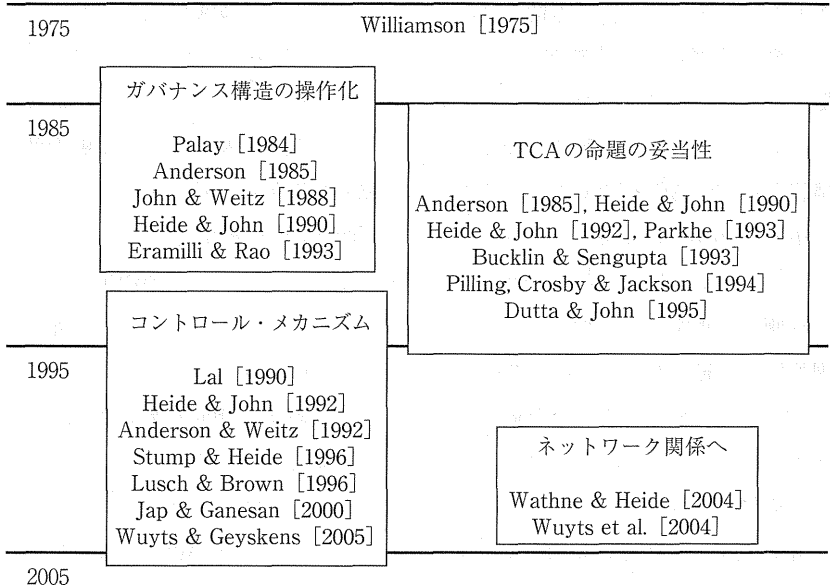 1975
Williamson［1975］
ガバナンス構造の操作化
Palay［1984］
Anderson［1985］
John & Weitz［1988］
Heide & John［1990］
Eramilli & Rao［1993］
1985
TCAの命題の妥当性
Anderson［1985］, Heide & John［1990］
Heide & John［1992］, Parkhe［1993］
Bucklin & Sengupta［1993］
Pilling, Crosby & Jackson［1994］
Dutta & John［1995］
コントロール・メカニズム
Lal［1990］
Heide & John［1992］
Anderson & Weitz［1992］
Stump & Heide［1996］
Lusch & Brown［1996］
Jap & Ganesan［2000］
Wuyts & Geyskens［2005］
1995
ネットワーク関係へ
Wathne & Heide［2004］
Wuyts et al.［2004］
2005